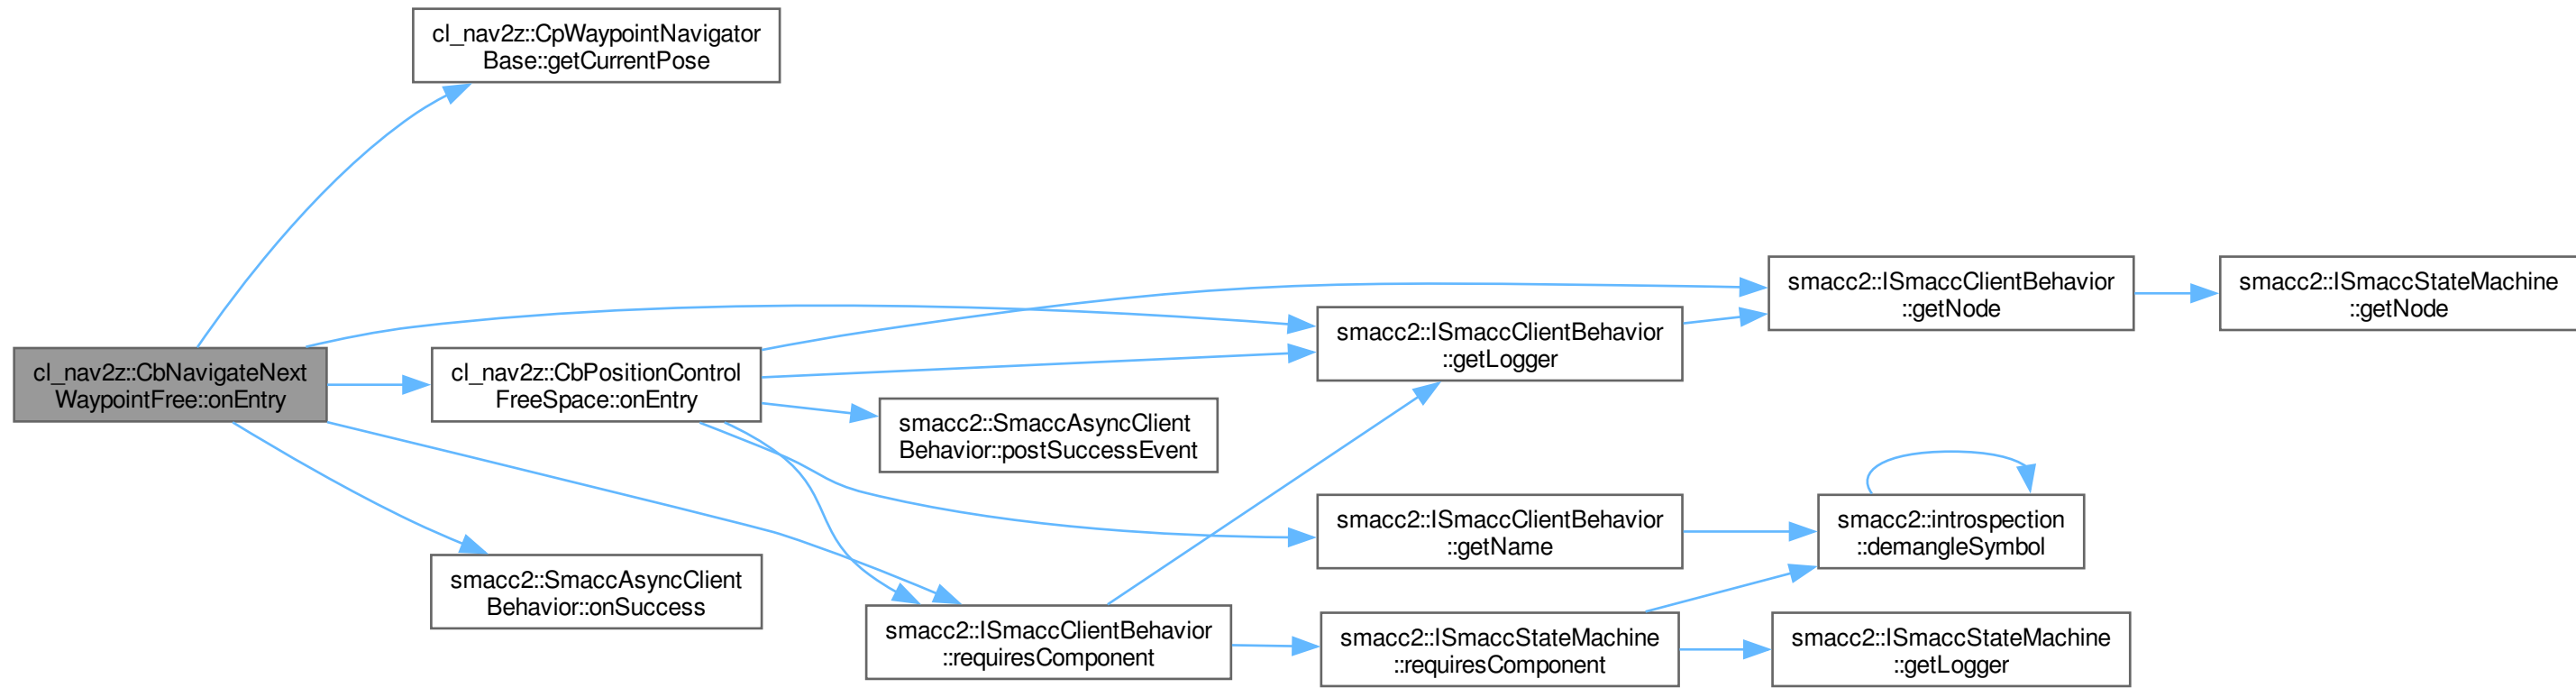 cl_nav2z::CpWaypointNavigator
Base::getCurrentPose
cl_nav2z::CbNavigateNext
WaypointFree::onEntry
cl_nav2z::CbPositionControl
FreeSpace::onEntry
smacc2::SmaccAsyncClient
Behavior::onSuccess
smacc2::SmaccAsyncClient
Behavior::postSuccessEvent
smacc2::ISmaccClientBehavior
::requiresComponent
smacc2::ISmaccClientBehavior
::getLogger
smacc2::ISmaccClientBehavior
::getName
smacc2::ISmaccStateMachine
::requiresComponent
smacc2::ISmaccClientBehavior
::getNode
smacc2::introspection
::demangleSymbol
smacc2::ISmaccStateMachine
::getLogger
smacc2::ISmaccStateMachine
::getNode